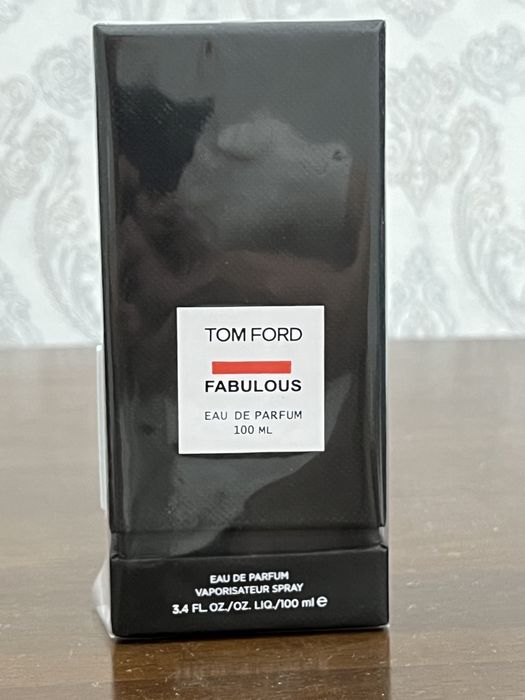 TOM FORD
FABULOUS
EAU DE PARFUM
100 ML
EAU DE PARFUM
VAPORISATEUR SPRAY
3.4 FL. OZ./OZ. LIQ./100 ml e